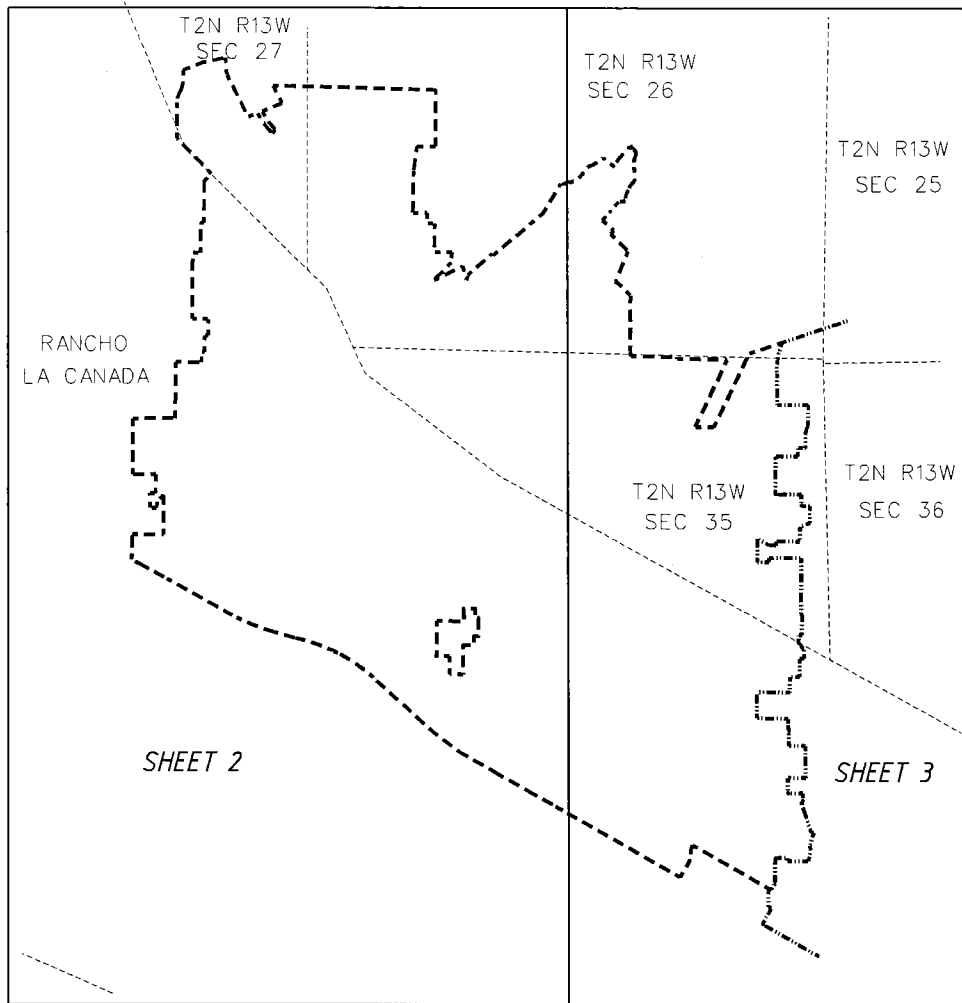 T2N R13W
SEC 27
T2N R13W
SEC 26
T2N R13W
SEC 25
RANCHO
LA CANADA
T2N R13W
SEC 35
T2N R13W
SEC 36
SHEET 2
SHEET 3